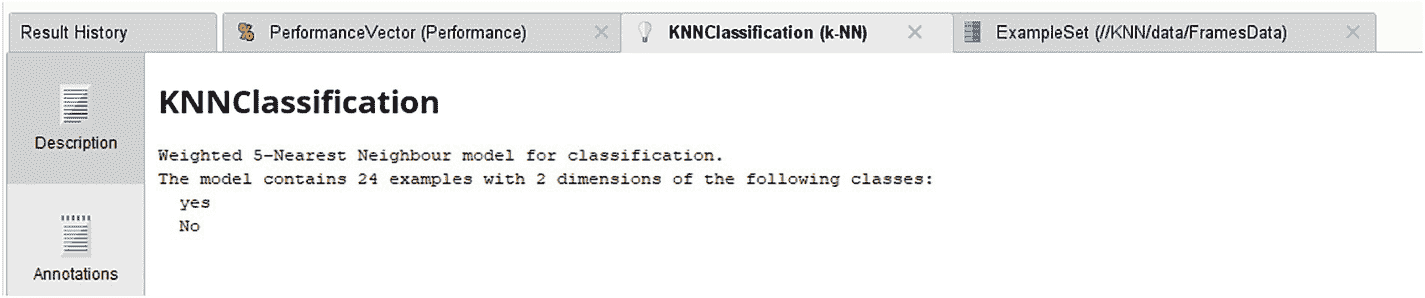 Result History
PerformanceVector (Performance)
KNNClassification (k-NN)
ExampleSet (//KNN/data/FramesData)
Description
Annotations
KNNClassification
Weighted 5-Nearest Neighbour model for classification.
The model contains 24 examples with 2 dimensions of the following classes:
yes
No